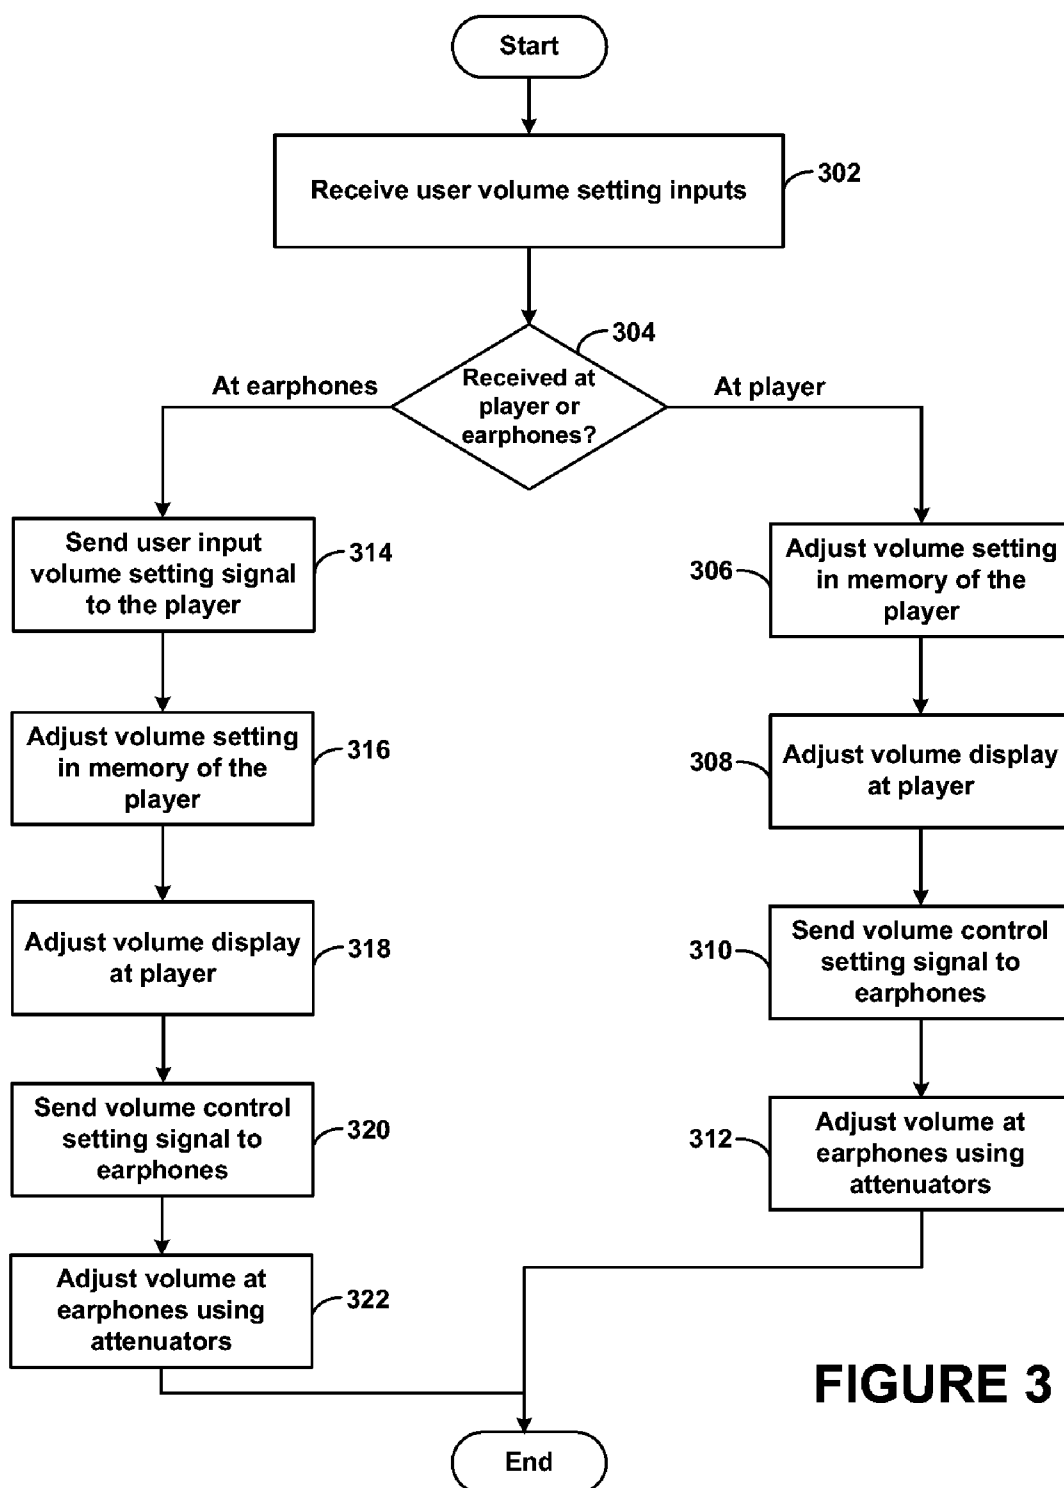 Start
Receive user volume setting inputs
302
304
Received at
player or
earphones?
At earphones
At player
Send user input
volume setting signal
to the player
314
Adjust volume setting
in memory of the
player
316
Adjust volume display
at player
318
Send volume control
setting signal to
earphones
320
Adjust volume at
earphones using
attenuators
322
306
Adjust volume setting
in memory of the
player
308
Adjust volume display
at player
310
Send volume control
setting signal to
earphones
312
Adjust volume at
earphones using
attenuators
End
FIGURE 3